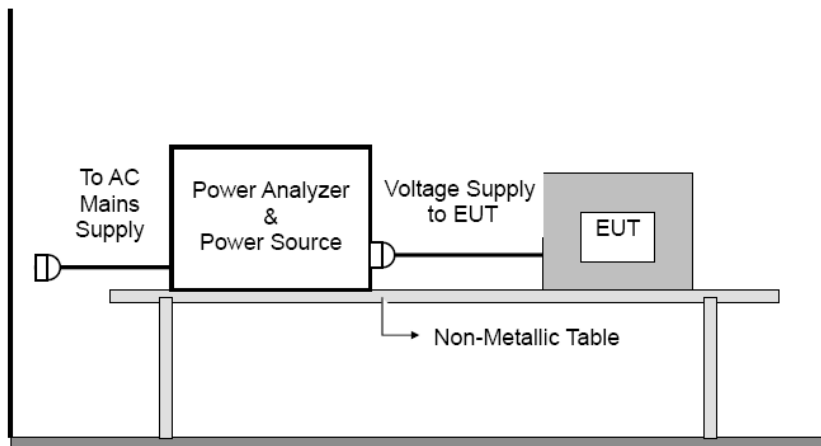 To AC
Mains
Supply
Power Analyzer
&
Power Source
Voltage Supply
to EUT
EUT
Non-Metallic Table